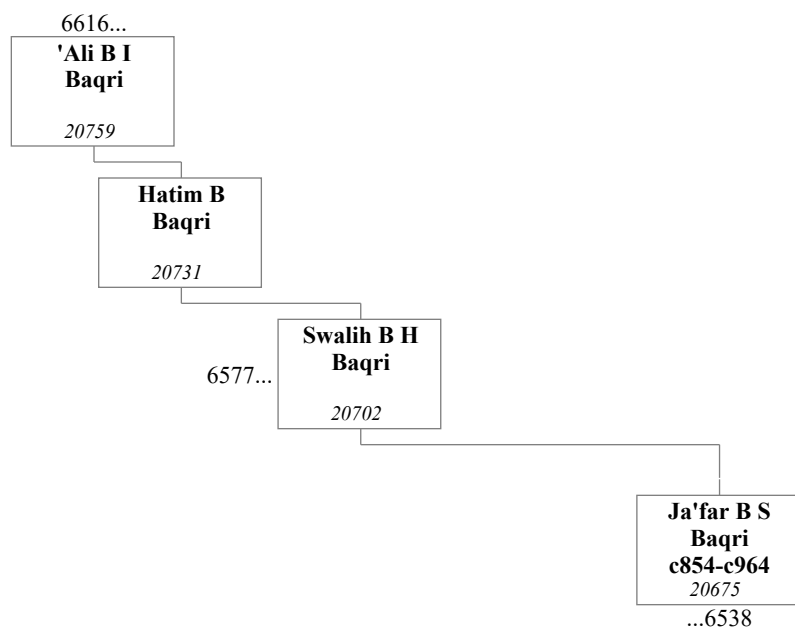 6616...
'Ali B I
Baqri
20759
Hatim B
Baqri
20731
Swalih B H
Baqri
6577...
20702
Ja'far B S
Baqri
c854-c964
20675
...6538